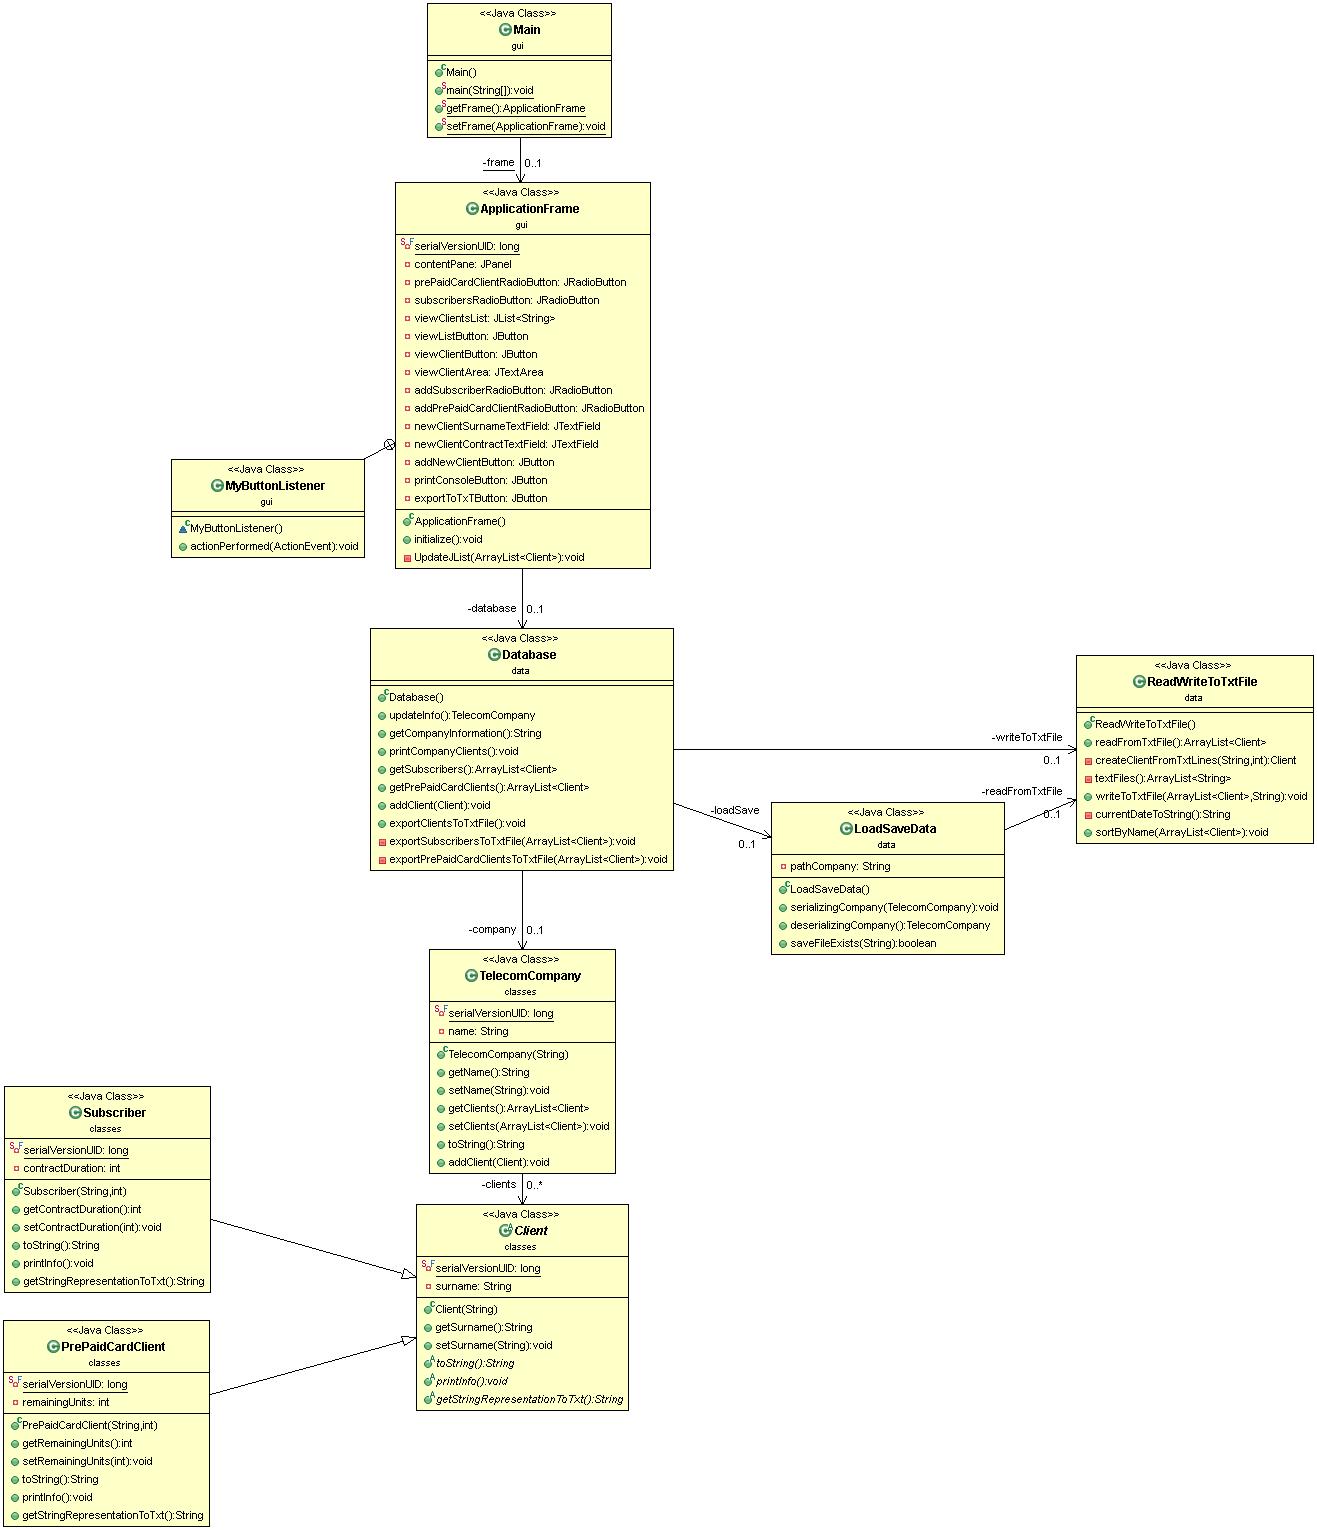 <<Java Class>>
Main
gui
Main()
main(String[]):void
getFrame():ApplicationFrame
setFrame(ApplicationFrame):void
-frame 0..1
<<Java Class>>
ApplicationFrame
gui
serialVersionUID: long
contentPane: JPanel
prePaidCardClientRadioButton: JRadioButton
subscribersRadioButton: JRadioButton
viewClientsList: JList<String>
viewListButton: JButton
viewClientButton: JButton
viewClientArea: JTextArea
addSubscriberRadioButton: JRadioButton
addPrePaidCardClientRadioButton: JRadioButton
newClientSurnameTextField: JTextField
newClientContractTextField: JTextField
addNewClientButton: JButton
printConsoleButton: JButton
exportToTxTButton: JButton
ApplicationFrame()
initialize():void
UpdateJList(ArrayList<Client>):void
<<Java Class>>
MyButtonListener
gui
MyButtonListener()
actionPerformed(ActionEvent):void
-database 0..1
<<Java Class>>
Database
data
Database()
updateInfo():TelecomCompany
getCompanyInformation():String
printCompanyClients():void
getSubscribers():ArrayList<Client>
getPrePaidCardClients():ArrayList<Client>
addClient(Client):void
exportClientsToTxtFile():void
exportSubscribersToTxtFile(ArrayList<Client>):void
exportPrePaidCardClientsToTxtFile(ArrayList<Client>):void
-writeToTxtFile
0..1
<<Java Class>>
ReadWriteToTxtFile
data
ReadWriteToTxtFile()
readFromTxtFile():ArrayList<Client>
createClientFromTxtLines(String,int):Client
textFiles():ArrayList<String>
writeToTxtFile(ArrayList<Client>,String):void
currentDateToString():String
sortByName(ArrayList<Client>):void
-loadSave
0..1
-readFromTxtFile
0..1
<<Java Class>>
LoadSaveData
data
pathCompany: String
LoadSaveData()
serializingCompany(TelecomCompany):void
deserializingCompany():TelecomCompany
saveFileExists(String):boolean
-company 0..1
<<Java Class>>
TelecomCompany
classes
serialVersionUID: long
name: String
TelecomCompany(String)
getName():String
setName(String):void
getClients():ArrayList<Client>
setClients(ArrayList<Client>):void
toString():String
addClient(Client):void
-clients 0..*
<<Java Class>>
Subscriber
classes
serialVersionUID: long
contractDuration: int
Subscriber(String,int)
getContractDuration():int
setContractDuration(int):void
toString():String
printInfo():void
getStringRepresentationToTxt():String
<<Java Class>>
Client
classes
serialVersionUID: long
surname: String
Client(String)
getSurname():String
setSurname(String):void
toString():String
printInfo():void
getStringRepresentationToTxt():String
<<Java Class>>
PrePaidCardClient
classes
serialVersionUID: long
remainingUnits: int
PrePaidCardClient(String,int)
getRemainingUnits():int
setRemainingUnits(int):void
toString():String
printInfo():void
getStringRepresentationToTxt():String